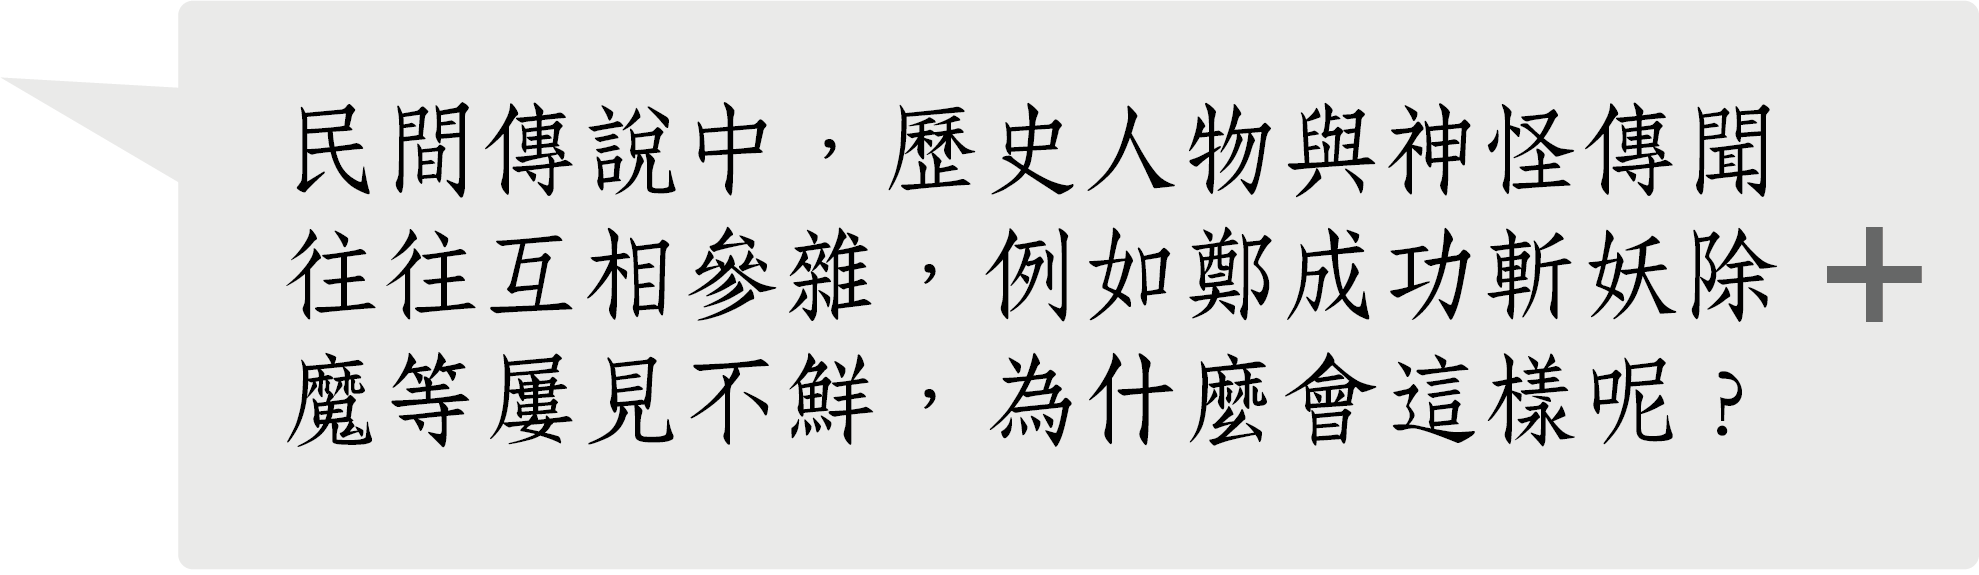 民間傳說中，歷史人物與神怪傳聞
往往互相參雜，例如鄭成功斬妖除
魔等屢見不鮮，為什麼會這樣呢？